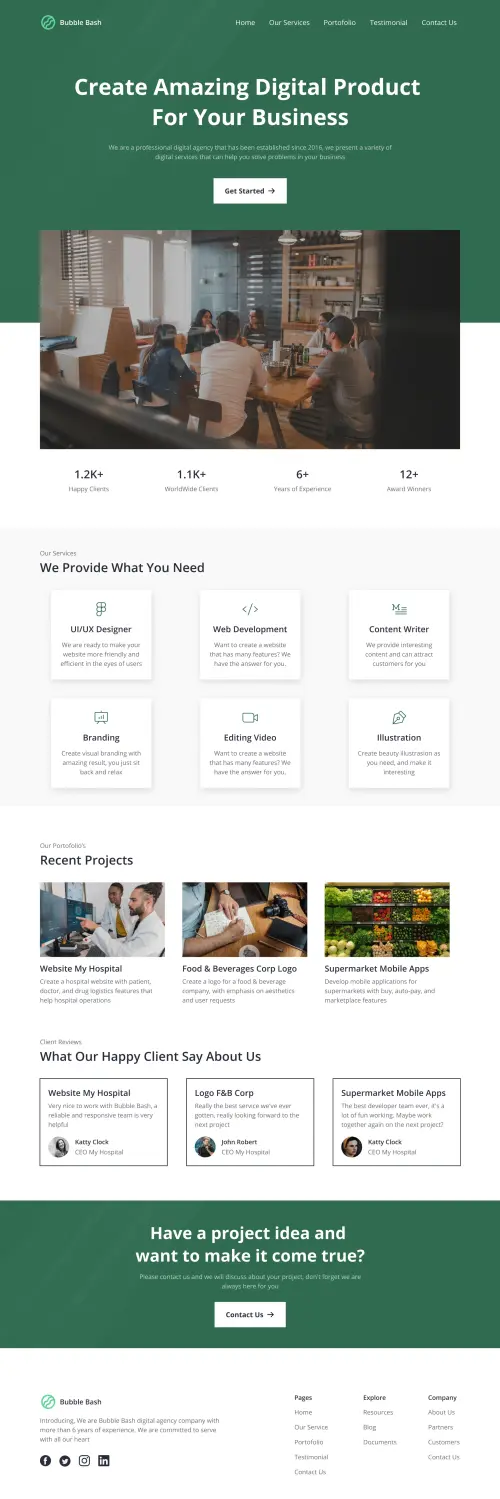 Bubble Bash
Home Our Services Portofolio Testimonial Contact Us
Create Amazing Digital Product
For Your Business
We are a professional digital agency that has been established since 2016, we present a variety of
digital services that can help you solve problems in your business
Get Started
1.2K+
Happy Clients
1.1K+
WorldWide Clients
6+
Years of Experience
12+
Award Winners
Our Services
We Provide What You Need
UI/UX Designer
We are ready to make your
website more friendly and
efficient in the eyes of users
Web Development
Want to create a website
that has many features? We
have the answer for you.
Content Writer
We provide interesting
content and can attract
customers for you
Branding
Create visual branding with
amazing result, you just sit
back and relax
Editing Video
Want to create a website
that has many features? We
have the answer for you.
Illustration
Create beauty illustrasion as
you need, and make it
interesting
Our Portofolio's
Recent Projects
Website My Hospital
Create a hospital website with patient,
doctor, and drug logistics features that
help hospital operations
Food & Beverages Corp Logo
Create a logo for a food & beverage
company, with emphasis on aesthetics
and user requests
Supermarket Mobile Apps
Develop mobile applications for
supermarkets with buy, auto-pay, and
marketplace features
Client Reviews
What Our Happy Client Say About Us
Website My Hospital
Very nice to work with Bubble Bash, a
reliable and responsive team is very
helpful
Katty Clock
CEO My Hospital
Logo F&B Corp
Really the best service we've ever
gotten, really looking forward to the
next project
John Robert
CEO My Hospital
Supermarket Mobile Apps
The best developer team ever, it's a
lot of fun working, Maybe work
together again on the next project?
Katty Clock
CEO My Hospital
Have a project idea and
want to make it come true?
Please contact us and we will discuss about your project, don't forget we are
always here for you
Contact Us
Bubble Bash
Introducing, We are Bubble Bash digital agency company with
more than 6 years of experience. We are committed to serve
with all our heart
Pages
Home
Our Service
Portofolio
Testimonial
Contact Us
Explore
Resources
Blog
Documents
Company
About Us
Partners
Customers
Contact Us